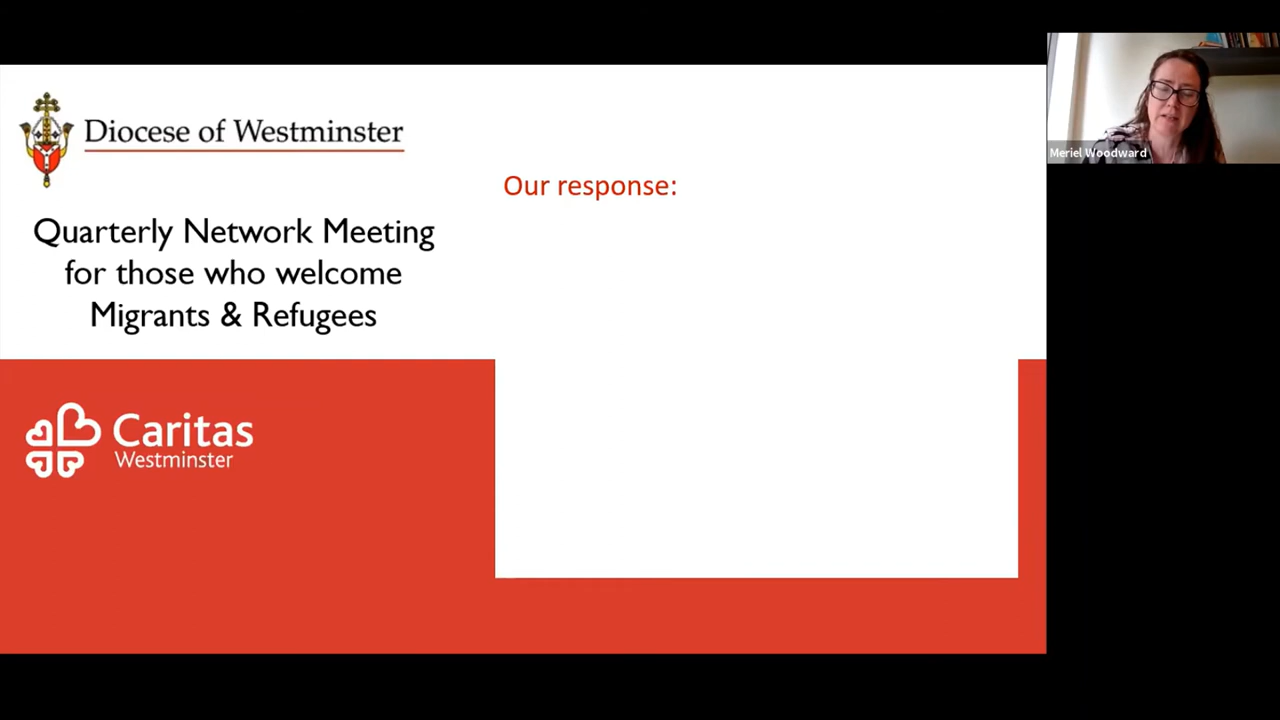 Diocese of Westminster
Quarterly Network Meeting
for those who welcome
Migrants & Refugees
Our response:
Caritas
Westminster
Meriel Woodward